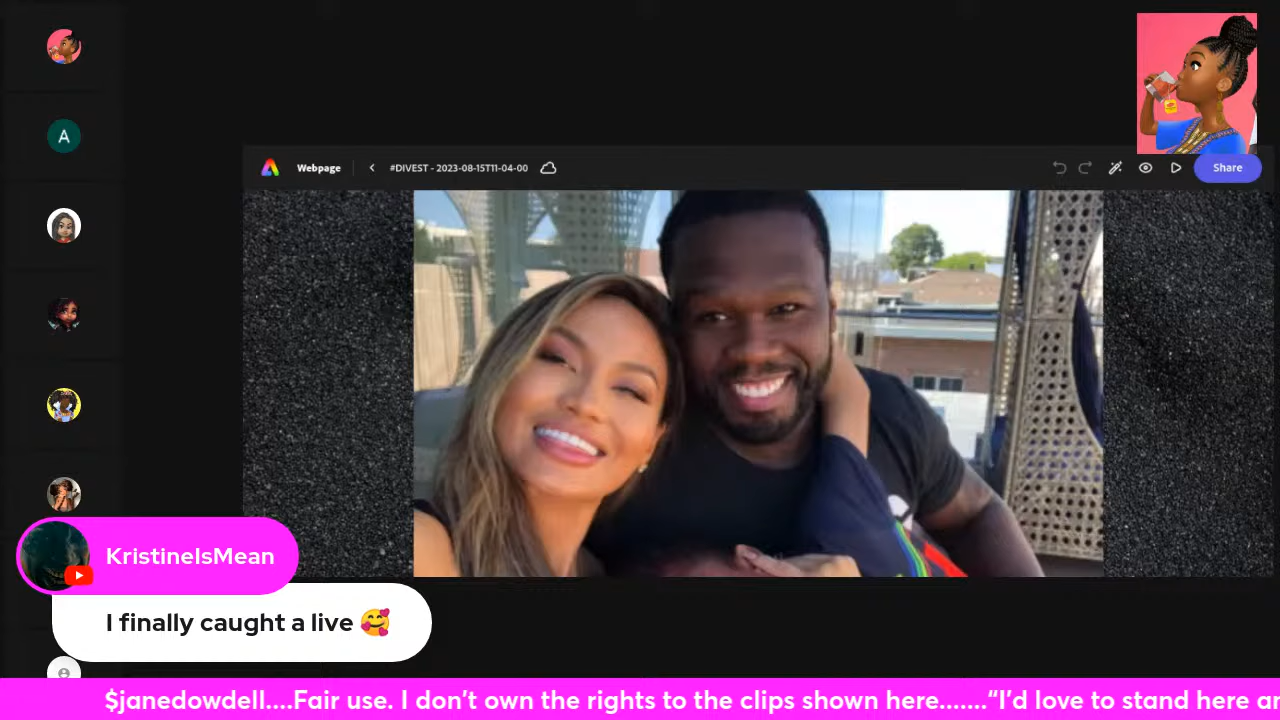 A
Webpage
#DIVEST - 2023-08-15T11-04-00
Share
KristineIsMean
I finally caught a live 🥰
$janedowdell....Fair use. I don’t own the rights to the clips shown here.......“I’d love to stand here ar